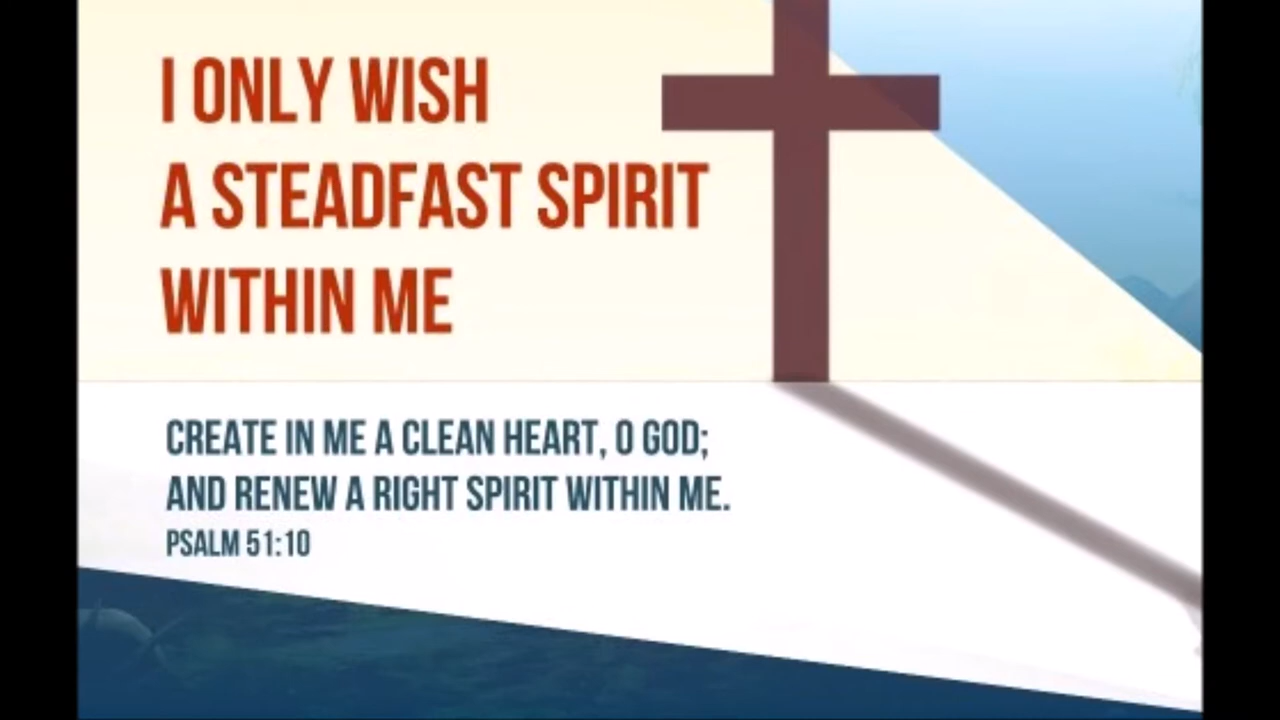 I ONLY WISH
A STEADFAST SPIRIT
WITHIN ME
CREATE IN ME A CLEAN HEART, O GOD;
AND RENEW A RIGHT SPIRIT WITHIN ME.
PSALM 51:10